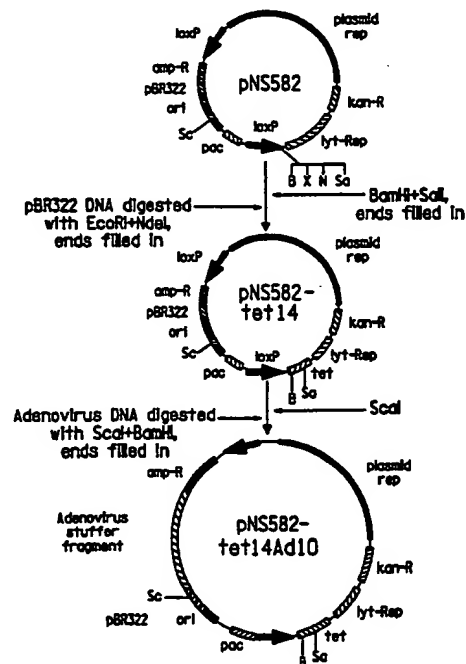 plasmid
rep
loxP
amp-R
pBR322
ori
pNS582
kan-R
Sc
loxP
pac
lyt-Rep
B X N Sa
pBR322 DNA digested
with EcoRI+NdeI,
ends filled in
BamHI+SalI,
ends filled in
plasmid
rep
loxP
amp-R
pBR322
ori
pNS582-
tet14
kan-R
Sc
loxP
pac
lyt-Rep
tet
B
Sa
Adenovirus DNA digested
with ScaI+BamHI,
ends filled in
ScaI
amp-R
plasmid
rep
Adenovirus
stuffer
fragment
pNS582-
tet14Ad10
kan-R
Sc
pBR322
ori
lyt-Rep
pac
tet
B
Sa